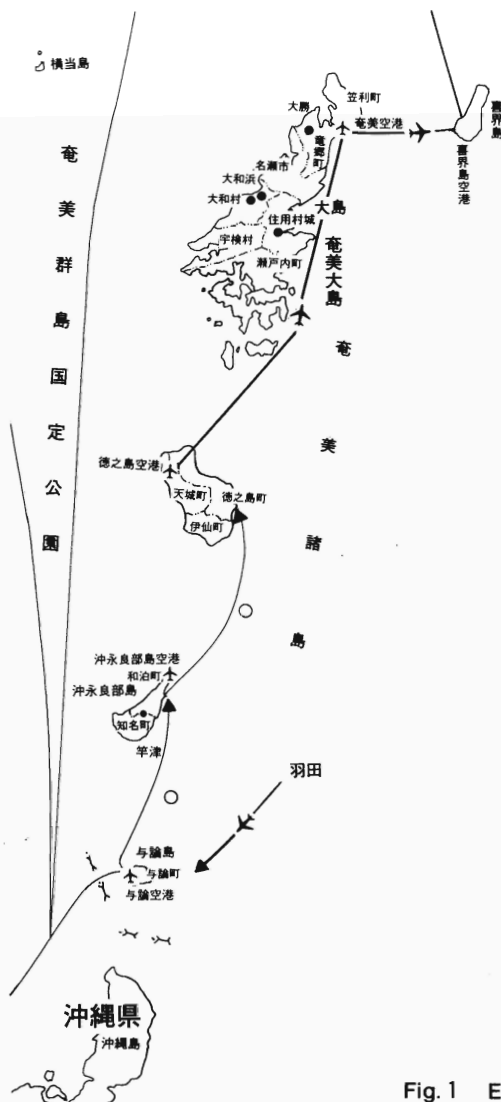 横当島
奄美群島国定公園
笠利町
大勝
奄美空港
喜界島
喜界島空港
竜郷町
名瀬市
大和浜
大和村
住用村城
大島
宇検村
瀬戸内町
奄美大島
奄美諸島
徳之島空港
天城町
徳之島町
伊仙町
沖永良部島空港
和泊町
沖永良部島
知名町
竿津
羽田
与論島
与論町
与論空港
沖縄県
沖縄島
Fig. 1 E